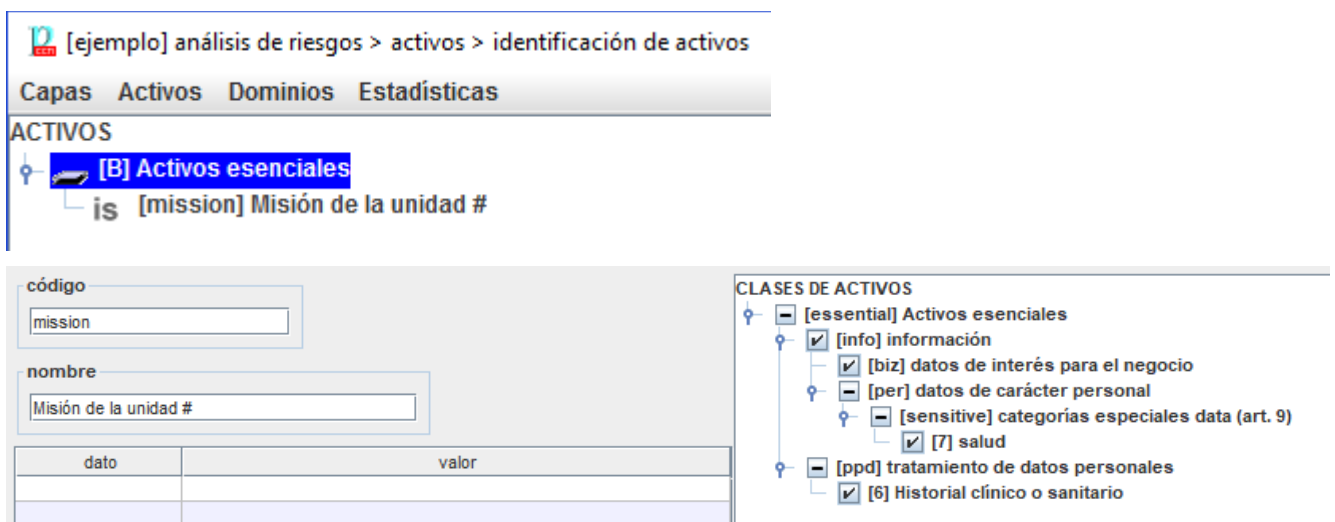 [ejemplo] análisis de riesgos > activos > identificación de activos
Capas Activos Dominios Estadísticas
ACTIVOS
[B] Activos esenciales
is [mission] Misión de la unidad #
código
mission
nombre
Misión de la unidad #
dato valor
CLASES DE ACTIVOS
[essential] Activos esenciales
[info] información
[biz] datos de interés para el negocio
[per] datos de carácter personal
[sensitive] categorías especiales data (art. 9)
[7] salud
[ppd] tratamiento de datos personales
[6] Historial clínico o sanitario